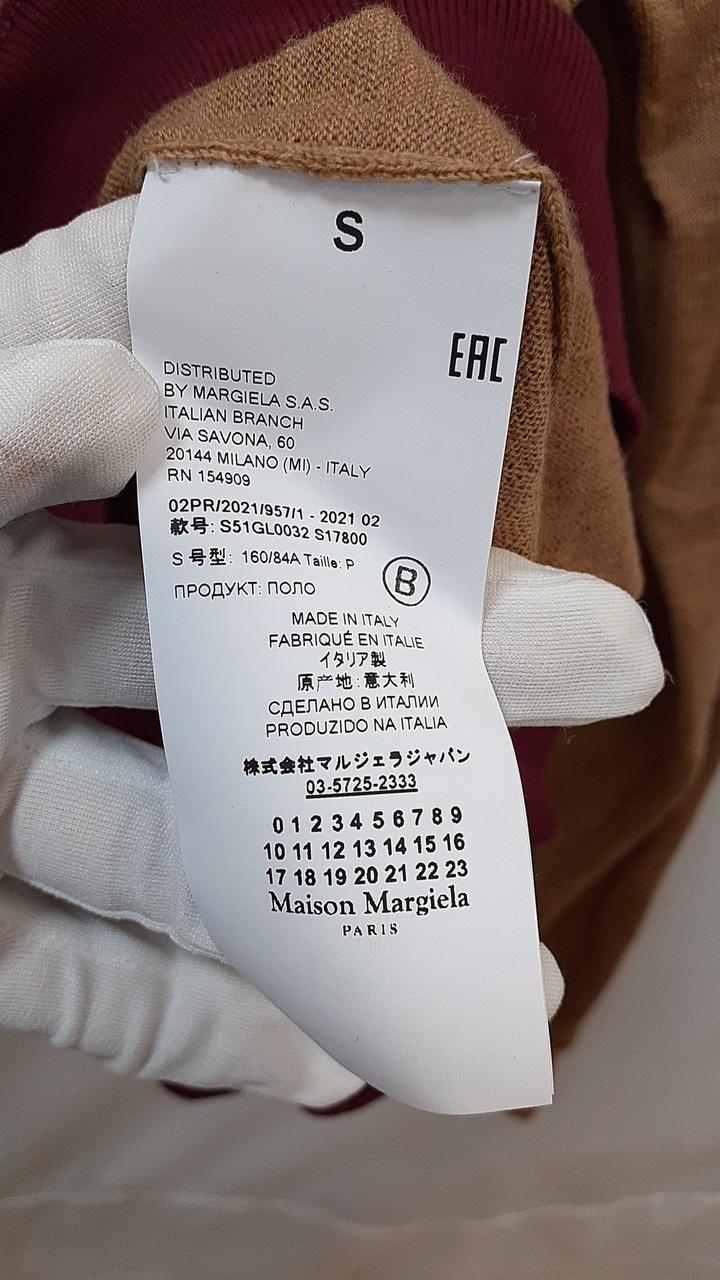 S
EAC
DISTRIBUTED
BY MARGIELA S.A.S.
ITALIAN BRANCH
VIA SAVONA, 60
20144 MILANO (MI) - ITALY
RN 154909
02PR/2021/957/1 - 2021 02
款号: S51GL0032 S17800
S 号型: 160/84A Taille: P
B
ПРОДУКТ: ПОЛО
MADE IN ITALY
FABRIQUÉ EN ITALIE
イタリア製
原产地:意大利
СДЕЛАНО В ИТАЛИИ
PRODUZIDO NA ITALIA
株式会社マルジェラジャパン
03-5725-2333
0 1 2 3 4 5 6 7 8 9
10 11 12 13 14 15 16
17 18 19 20 21 22 23
Maison Margiela
PARIS